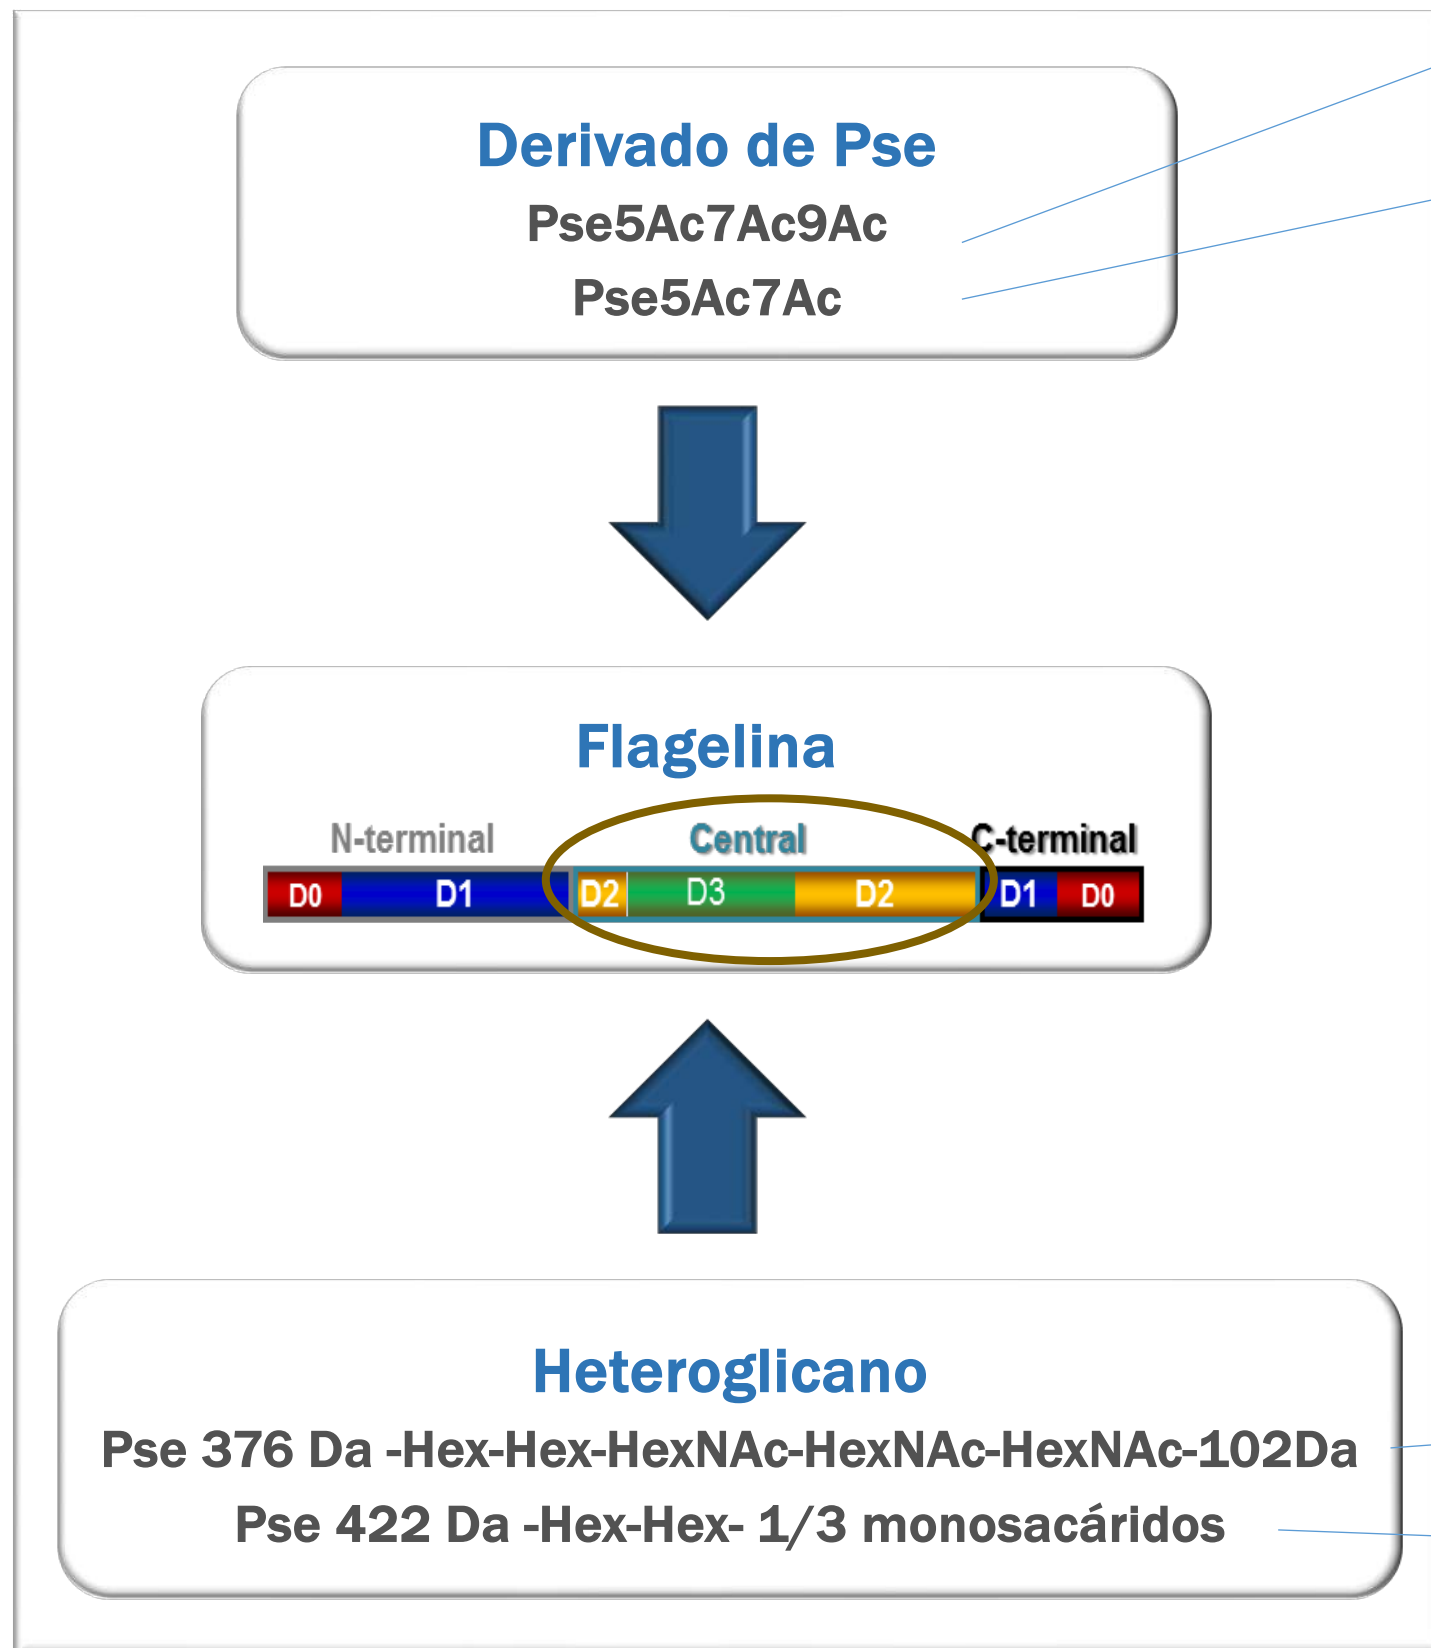 Derivado de Pse
Pse5Ac7Ac9Ac
Pse5Ac7Ac
Flagelina
N-terminal Central C-terminal
D0 D1 D2 D3 D2 D1 D0
Heteroglicano
Pse 376 Da -Hex-Hex-HexNAc-HexNAc-HexNAc-102Da
Pse 422 Da -Hex-Hex- 1/3 monosacáridos